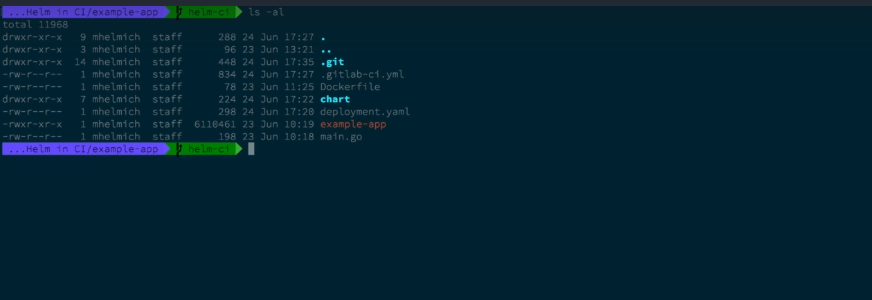 ...Helm in CI/example-app helm-ci ls -al
total 11968
drwxr-xr-x 9 mhelmich staff 288 24 Jun 17:27 .
drwxr-xr-x 3 mhelmich staff 96 23 Jun 13:21 ..
drwxr-xr-x 14 mhelmich staff 448 24 Jun 17:35 .git
-rw-r--r-- 1 mhelmich staff 834 24 Jun 17:27 .gitlab-ci.yml
-rw-r--r-- 1 mhelmich staff 78 23 Jun 11:25 Dockerfile
drwxr-xr-x 7 mhelmich staff 224 24 Jun 17:22 chart
-rw-r--r-- 1 mhelmich staff 298 24 Jun 17:20 deployment.yaml
-rwxr-xr-x 1 mhelmich staff 6110461 23 Jun 10:19 example-app
-rw-r--r-- 1 mhelmich staff 198 23 Jun 10:18 main.go
...Helm in CI/example-app helm-ci